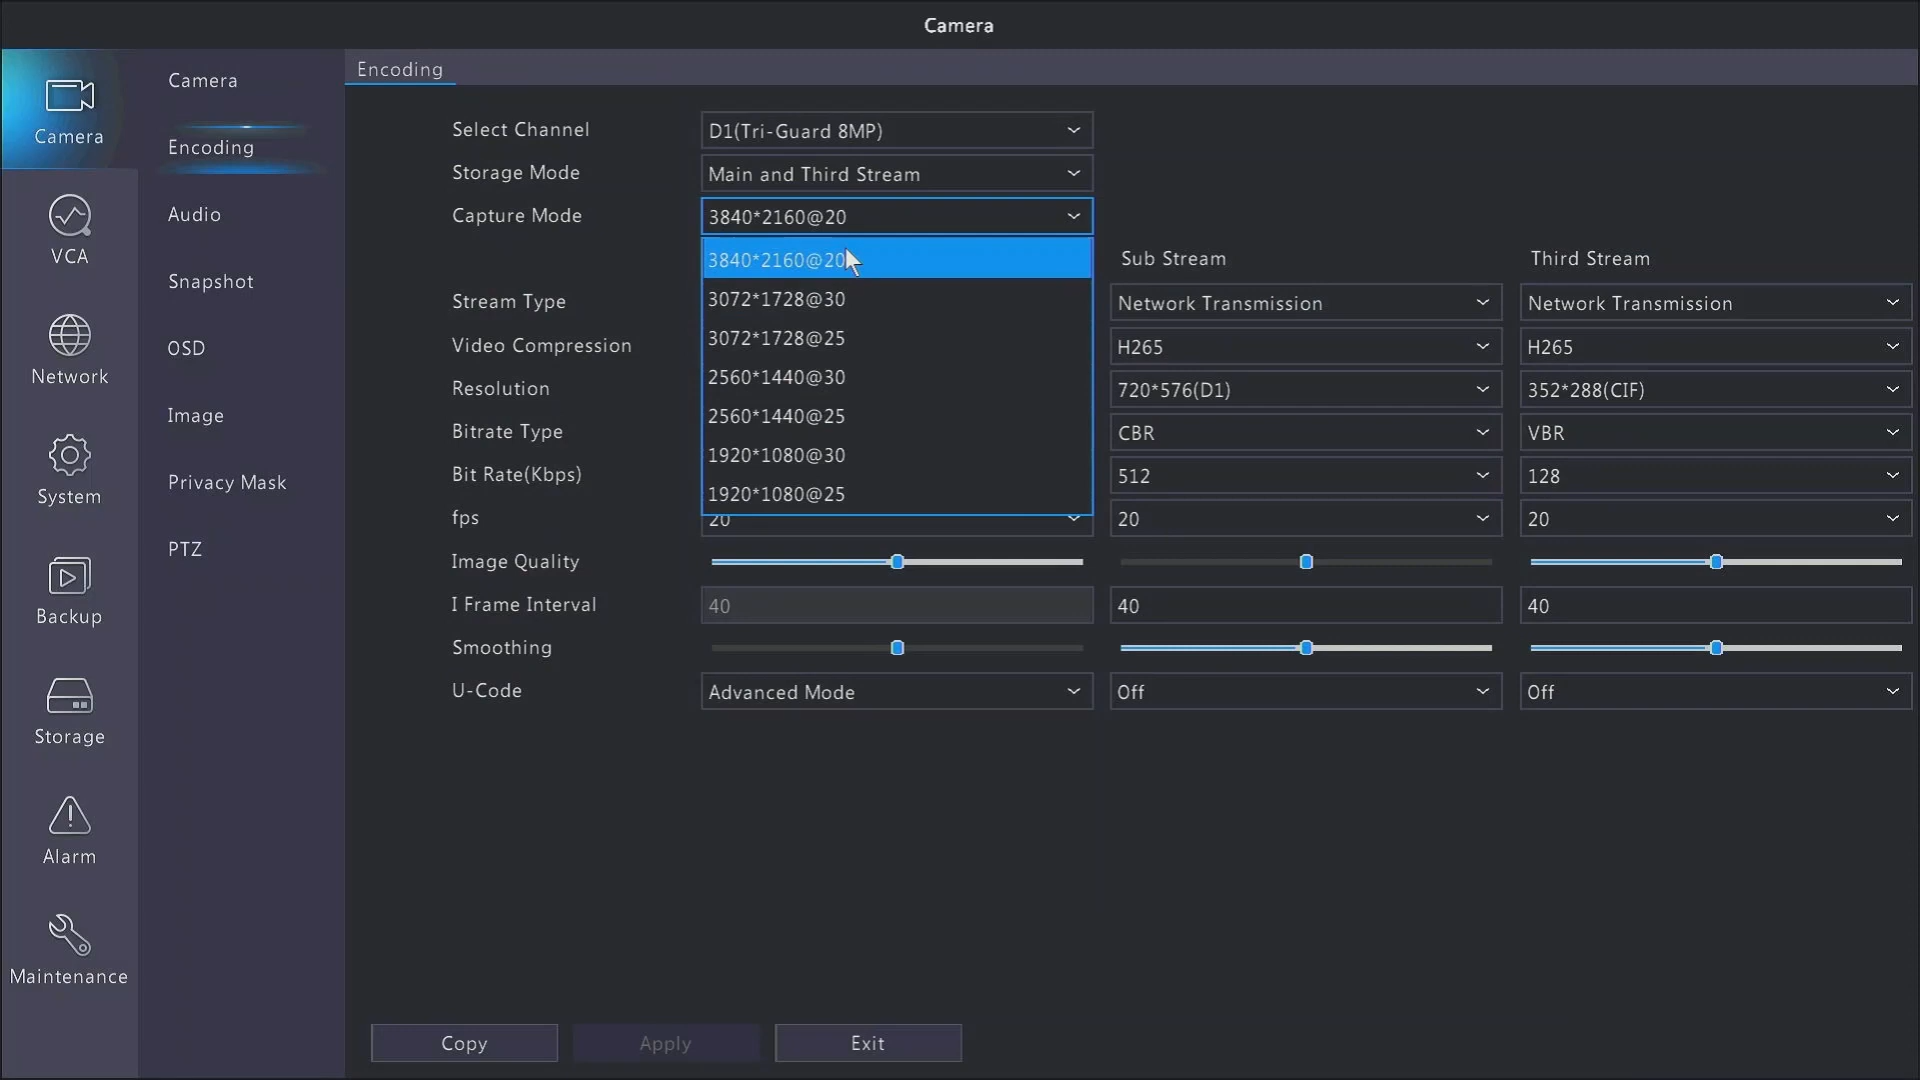 Camera
Camera
VCA
Network
System
Backup
Storage
Alarm
Maintenance
Camera
Encoding
Audio
Snapshot
OSD
Image
Privacy Mask
PTZ
Encoding
Select Channel D1(Tri-Guard 8MP)
Storage Mode Main and Third Stream
Capture Mode 3840*2160@20
3840*2160@20
3072*1728@30
3072*1728@25
2560*1440@30
2560*1440@25
1920*1080@30
1920*1080@25
Sub Stream Third Stream
Stream Type Network Transmission Network Transmission
Video Compression H265 H265
Resolution 720*576(D1) 352*288(CIF)
Bitrate Type CBR VBR
Bit Rate(Kbps) 512 128
fps 20 20 20
Image Quality
I Frame Interval 40 40 40
Smoothing
U-Code Advanced Mode Off Off
Copy Apply Exit